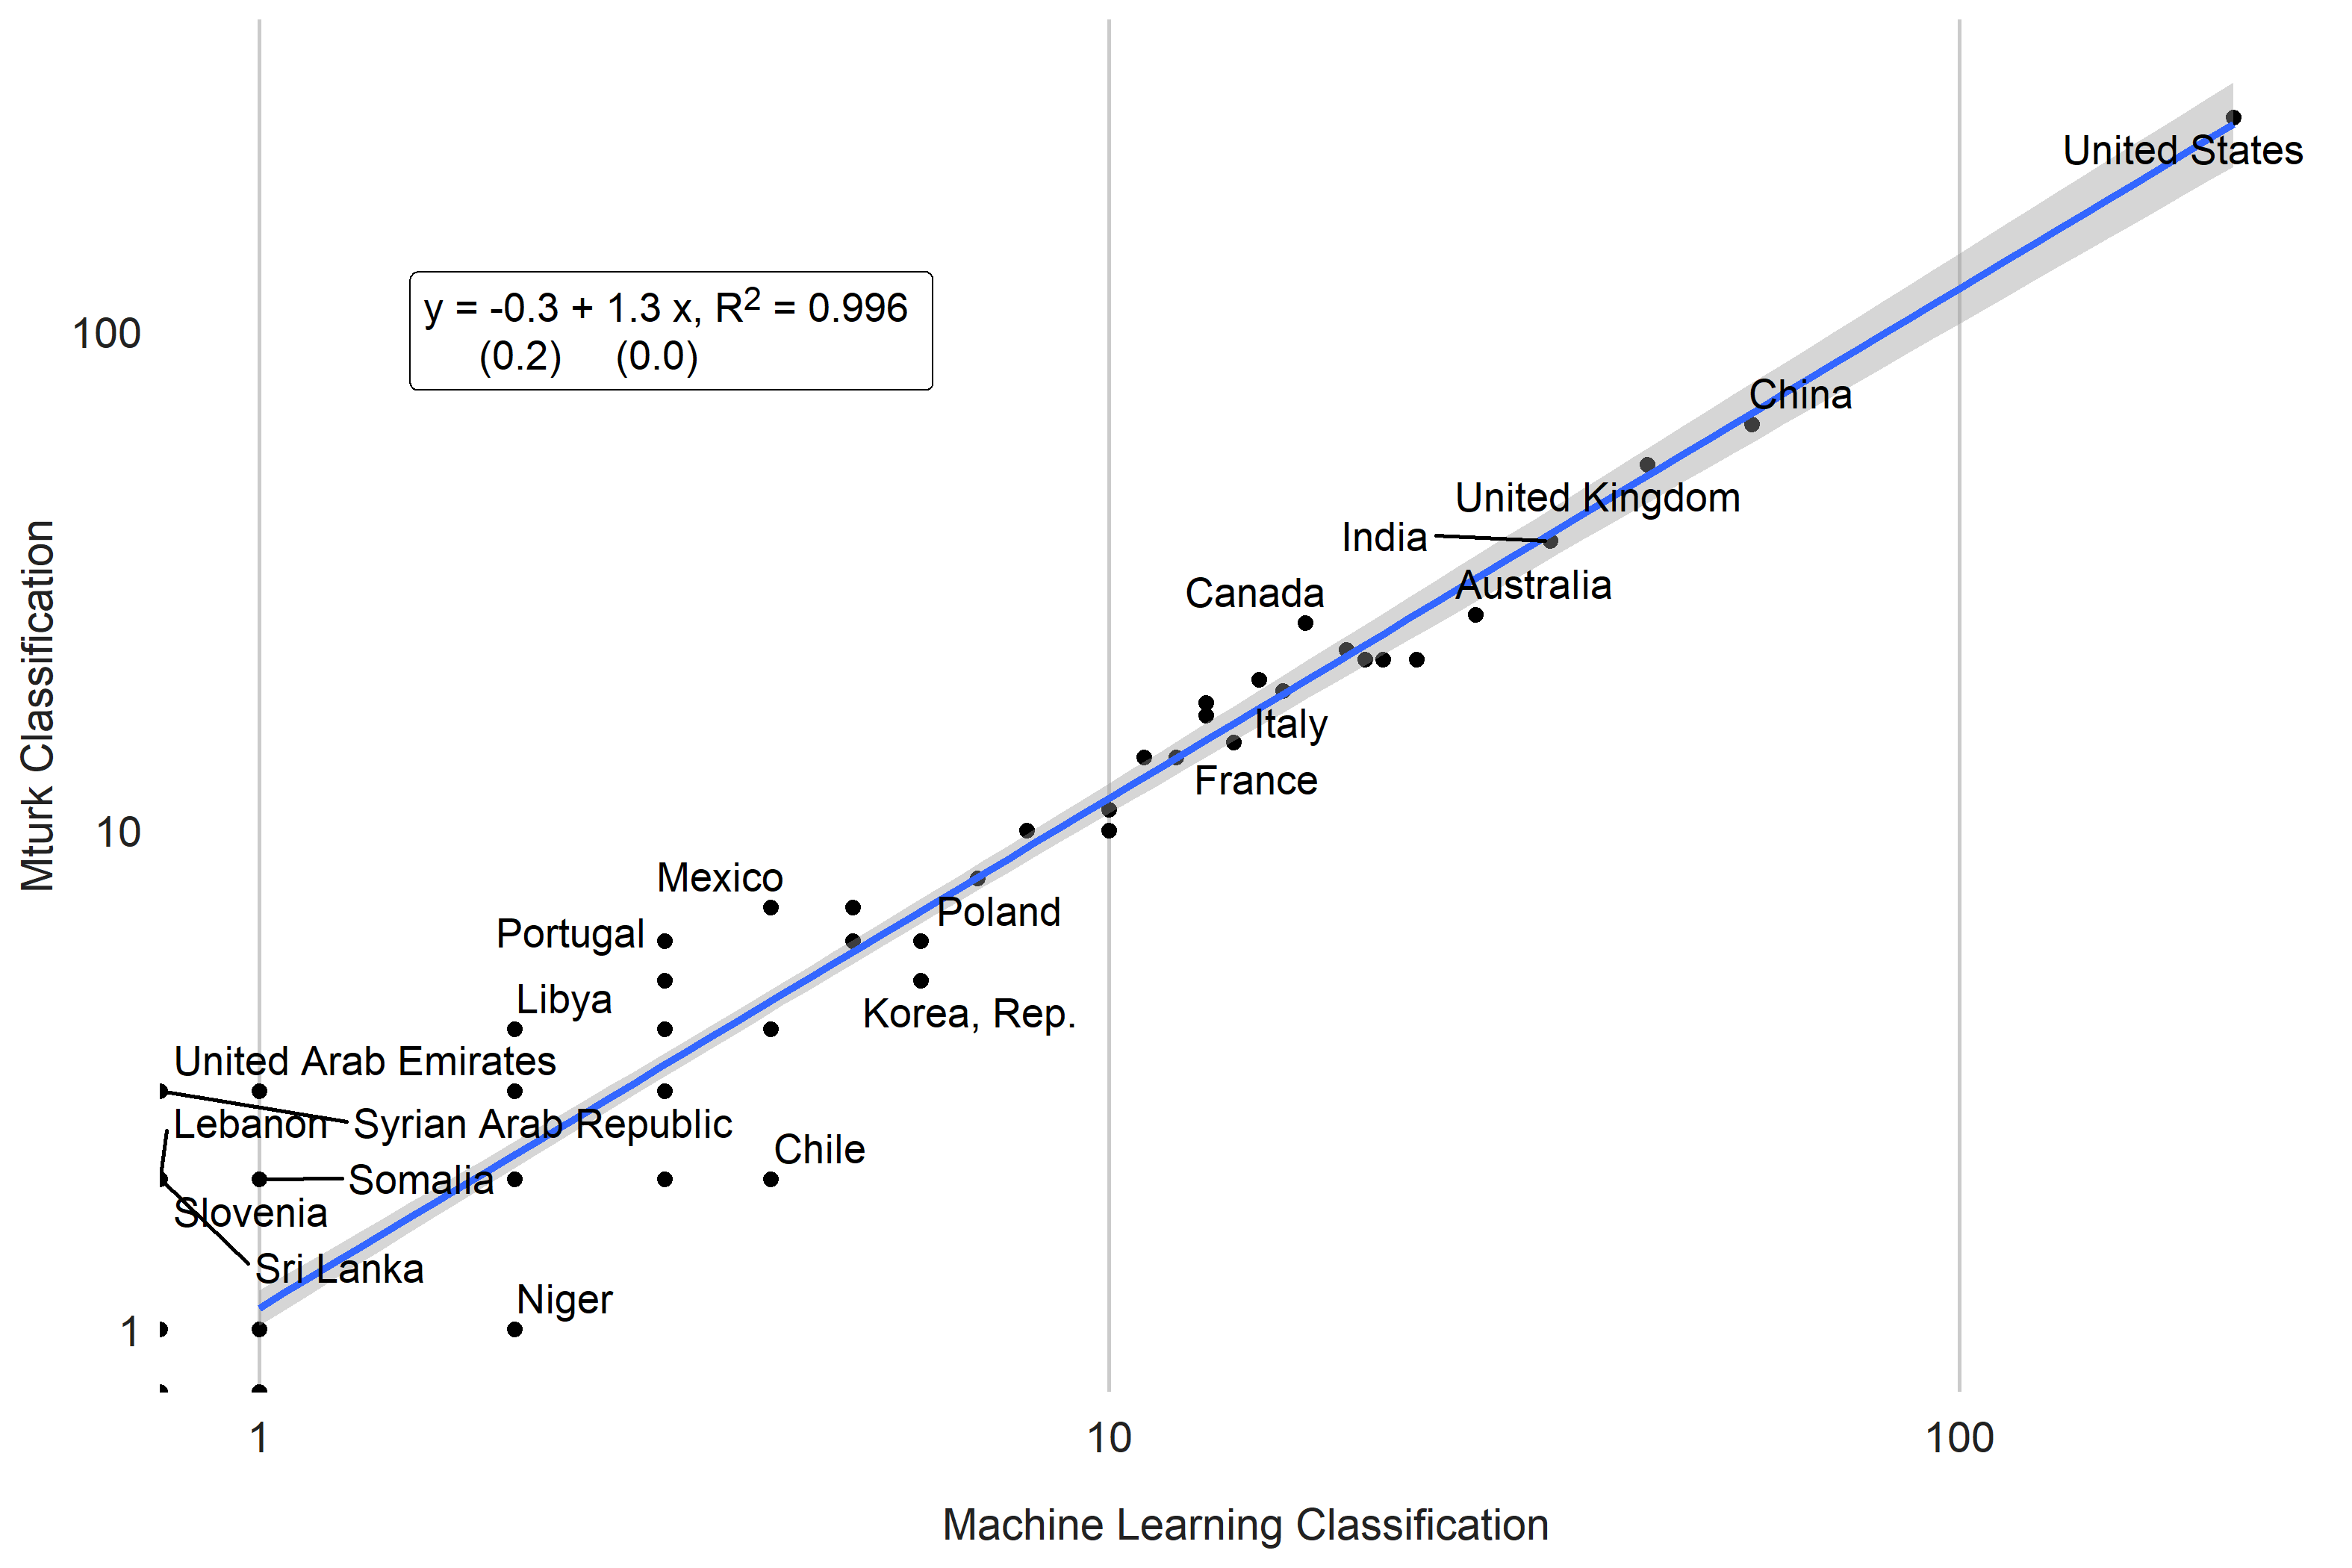 United States
y = -0.3 + 1.3 x, R² = 0.996
(0.2) (0.0)
100
China
United Kingdom
India
Australia
Canada
Italy
France
10
Mexico
Poland
Portugal
Libya
Korea, Rep.
United Arab Emirates
Lebanon
Syrian Arab Republic
Chile
Somalia
Slovenia
Sri Lanka
Niger
1
1
10
100
Mturk Classification
Machine Learning Classification